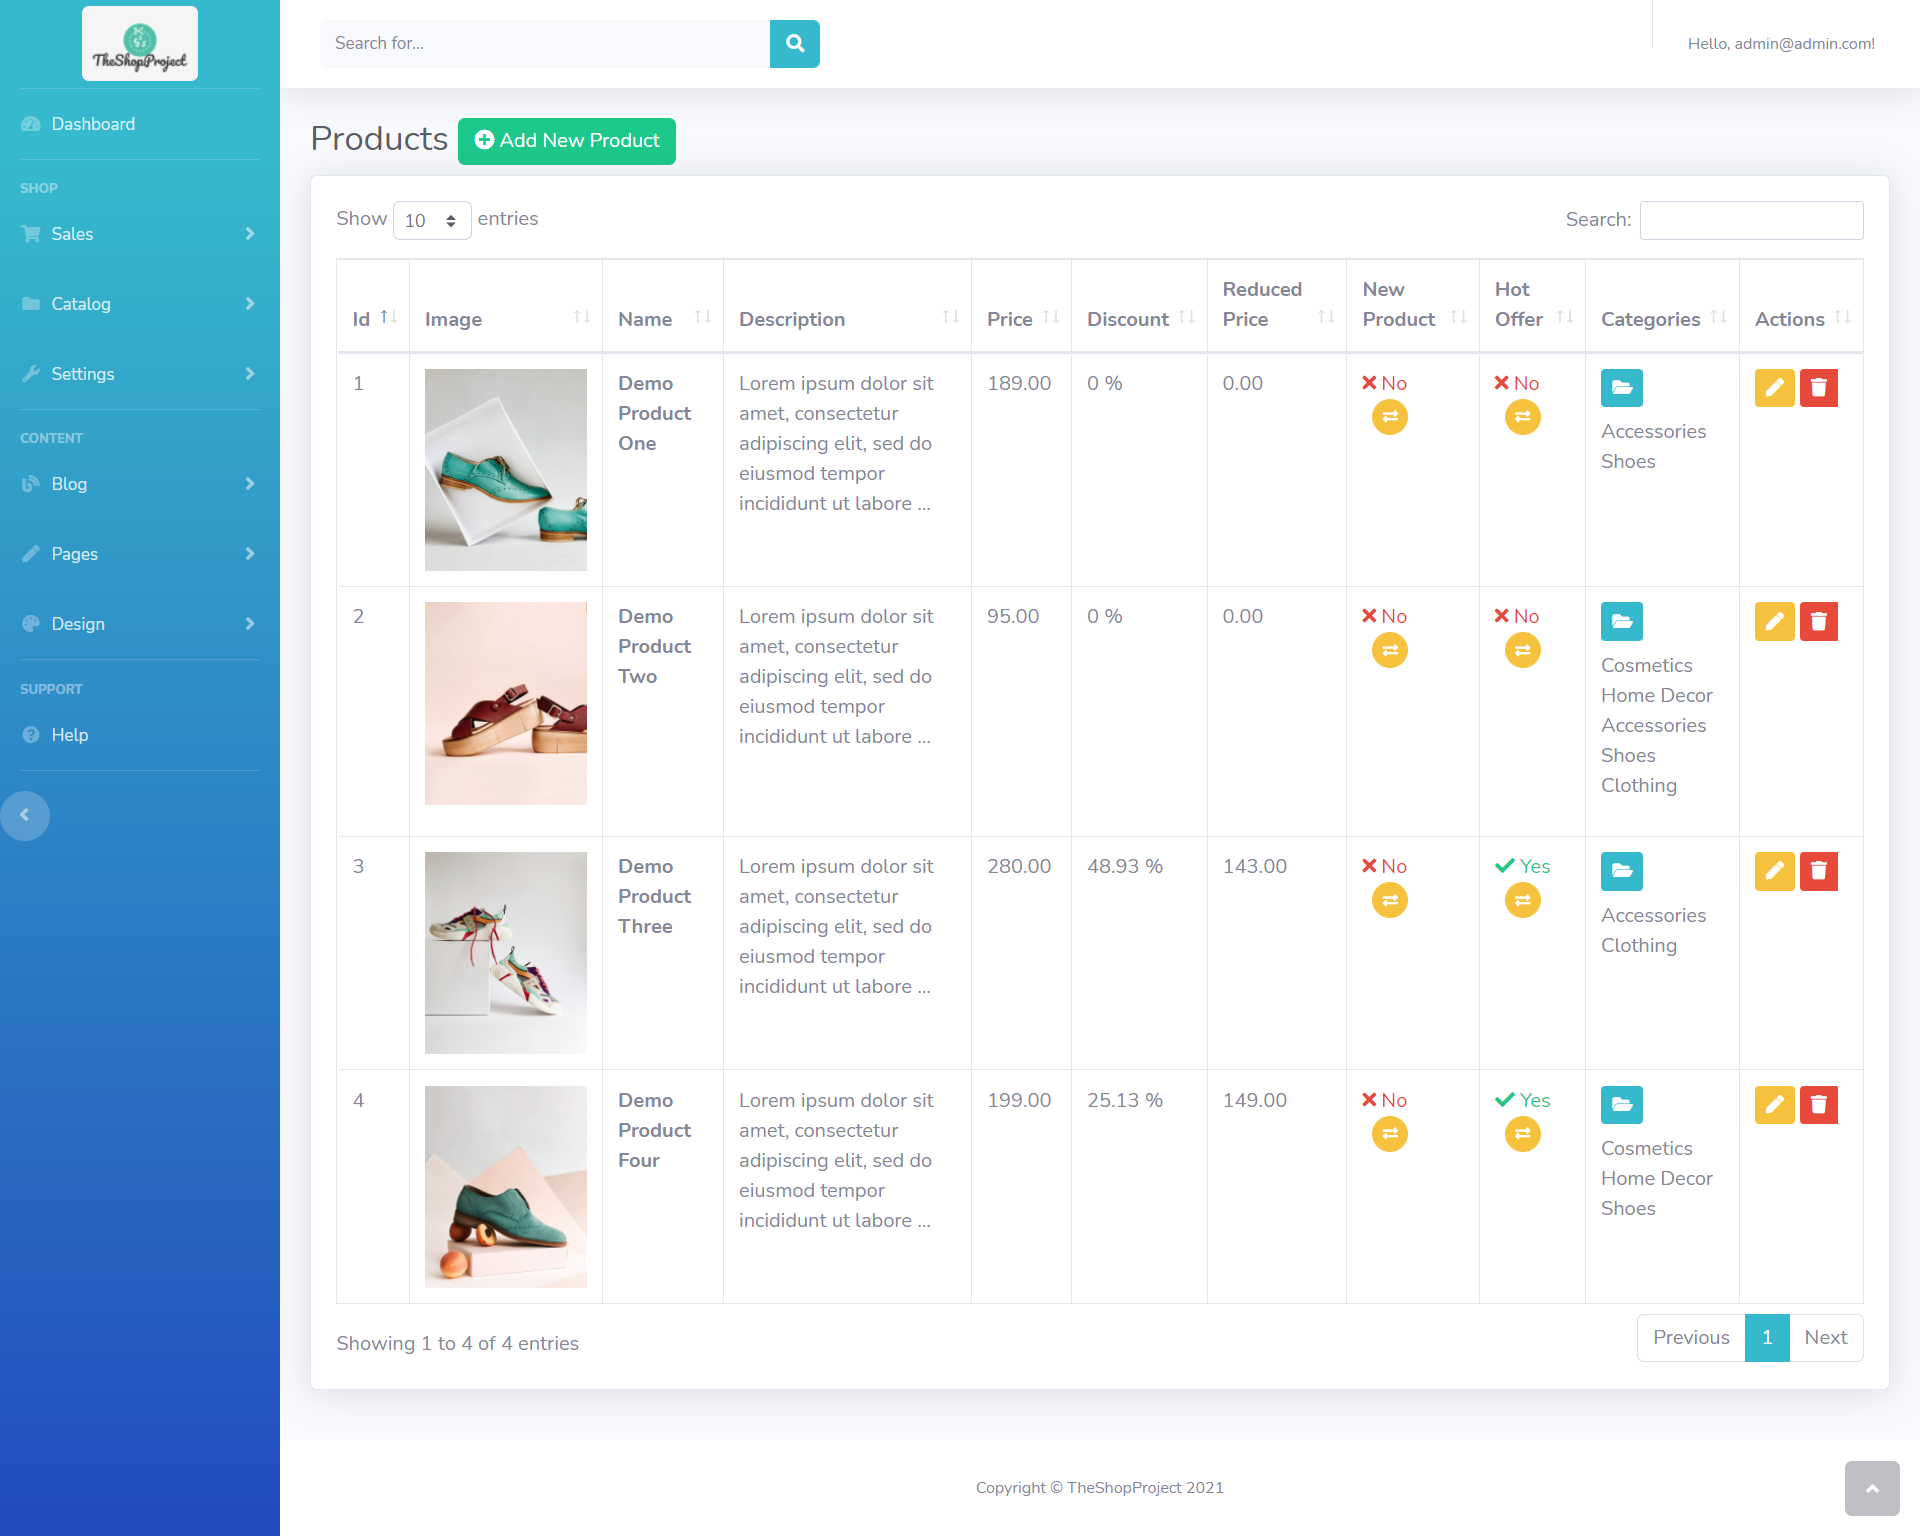 TheShopProject
Search for...
Hello, admin@admin.com!
Dashboard
SHOP
Sales
Catalog
Settings
CONTENT
Blog
Pages
Design
SUPPORT
Help
Products
Add New Product
Show 10 entries
Search:
Id Image Name Description Price Discount Reduced Price New Product Hot Offer Categories Actions
1
Demo
Product
One
Lorem ipsum dolor sit
amet, consectetur
adipiscing elit, sed do
eiusmod tempor
incididunt ut labore ...
189.00
0 %
0.00
No
No
Accessories
Shoes
2
Demo
Product
Two
Lorem ipsum dolor sit
amet, consectetur
adipiscing elit, sed do
eiusmod tempor
incididunt ut labore ...
95.00
0 %
0.00
No
No
Cosmetics
Home Decor
Accessories
Shoes
Clothing
3
Demo
Product
Three
Lorem ipsum dolor sit
amet, consectetur
adipiscing elit, sed do
eiusmod tempor
incididunt ut labore ...
280.00
48.93 %
143.00
No
Yes
Accessories
Clothing
4
Demo
Product
Four
Lorem ipsum dolor sit
amet, consectetur
adipiscing elit, sed do
eiusmod tempor
incididunt ut labore ...
199.00
25.13 %
149.00
No
Yes
Cosmetics
Home Decor
Shoes
Showing 1 to 4 of 4 entries
Previous 1 Next
Copyright © TheShopProject 2021